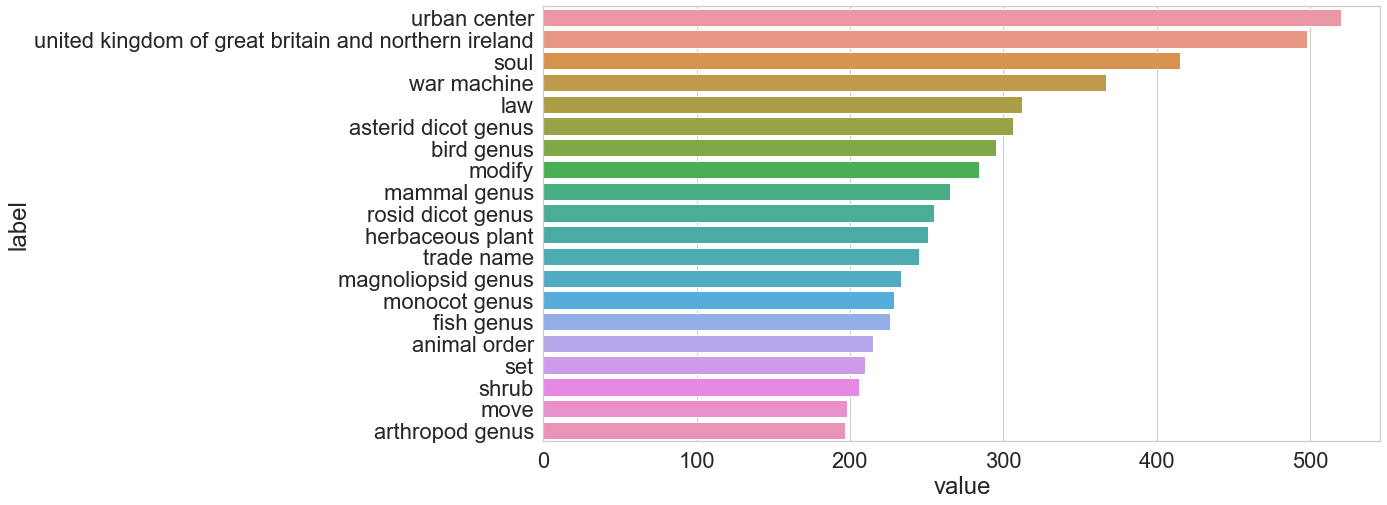 urban center
united kingdom of great britain and northern ireland
soul
war machine
law
asterid dicot genus
bird genus
modify
mammal genus
rosid dicot genus
herbaceous plant
trade name
magnoliopsid genus
monocot genus
fish genus
animal order
set
shrub
move
arthropod genus
label
0 100 200 300 400 500
value